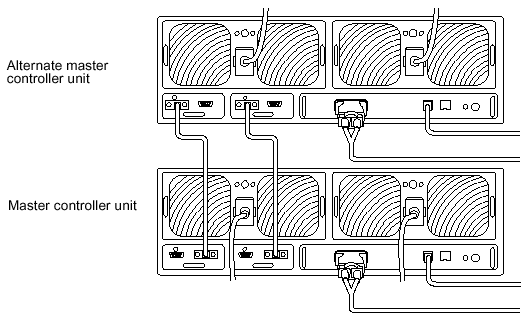 Alternate master
controller unit
Master controller unit